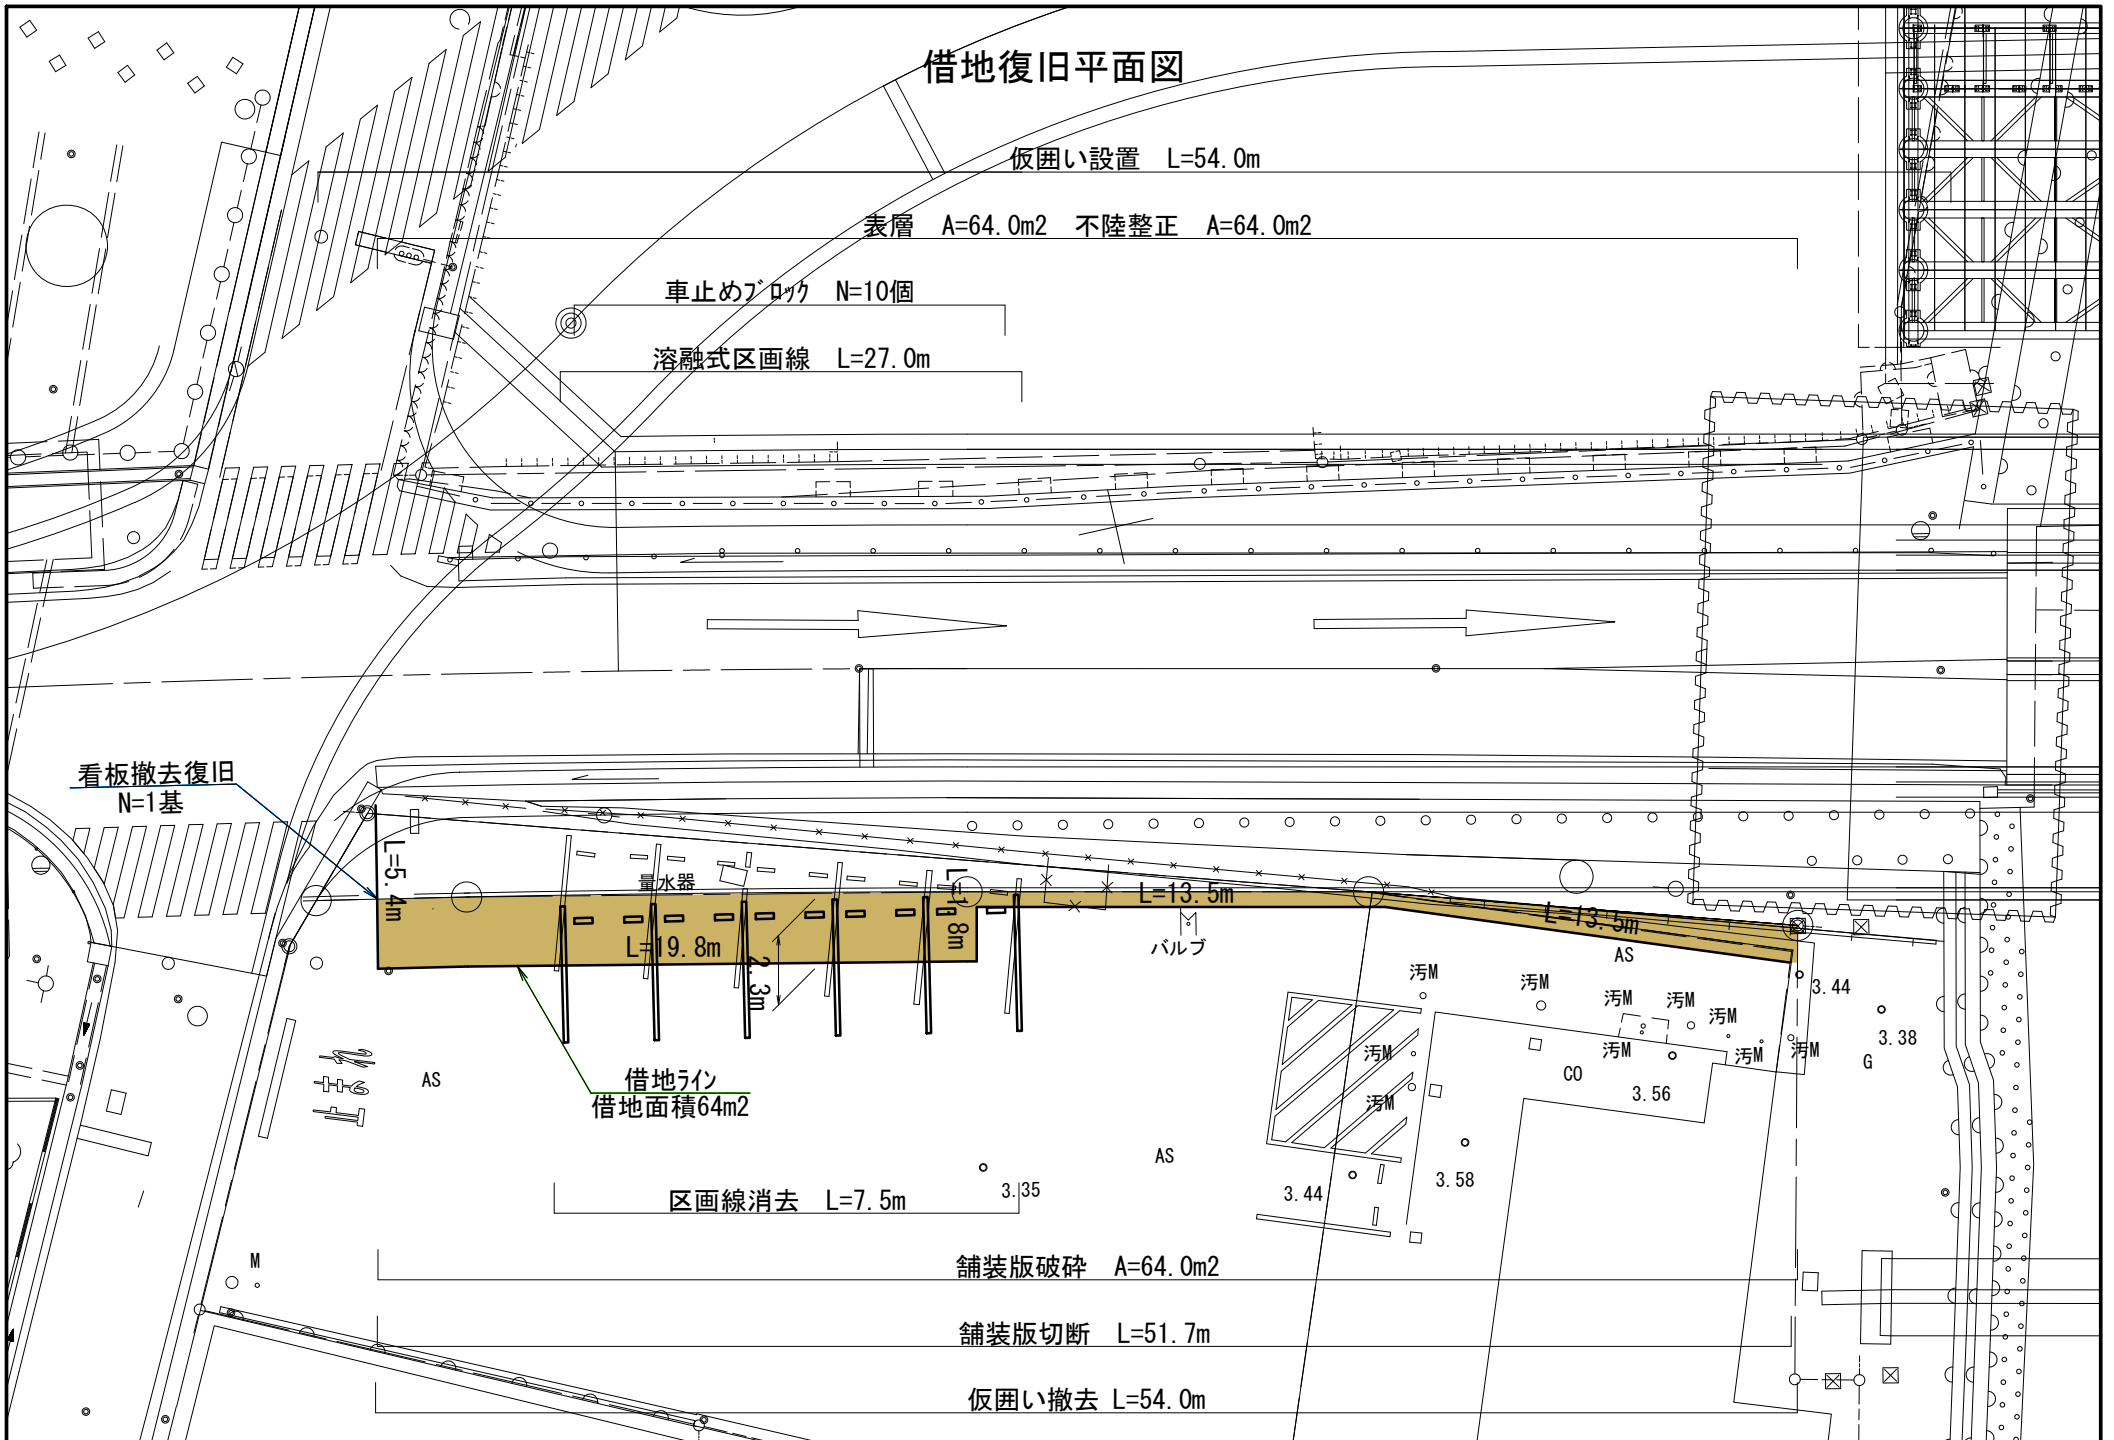 借地復旧平面図
仮囲い設置 L=54.0m
表層 A=64.0m2 不陸整正 A=64.0m2
車止めブロック N=10個
溶融式区画線 L=27.0m
看板撤去復旧
N=1基
L=5.4m
量水器
L=1.8m
L=13.5m
L=13.5m
L=19.8m
2.3m
バルブ
AS
汚M
汚M
汚M
汚M
汚M
汚M
汚M
汚M
汚M
汚M
3.44
3.38
G
CO
3.56
AS
借地ライン
借地面積64m2
AS
3.35
3.44
3.58
区画線消去 L=7.5m
M
舗装版破砕 A=64.0m2
舗装版切断 L=51.7m
仮囲い撤去 L=54.0m